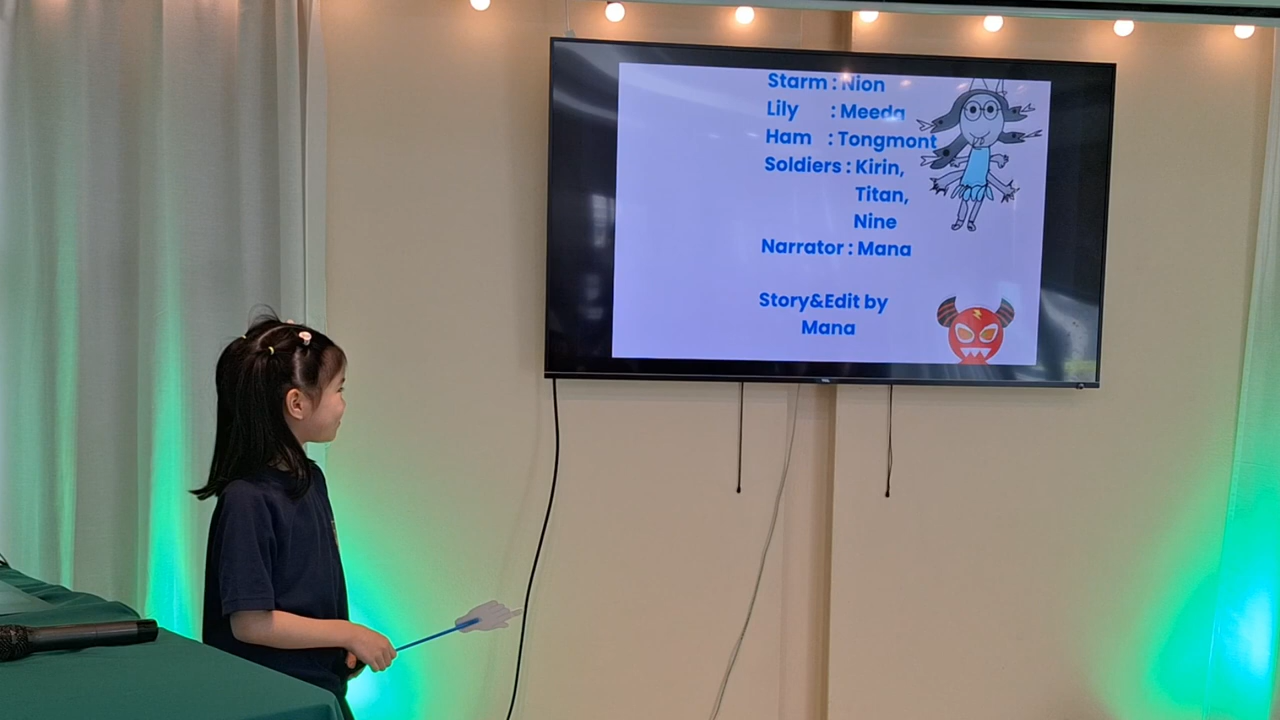 Starm : Nion
Lily : Meeda
Ham : Tongmont
Soldiers : Kirin,
Titan,
Nine
Narrator : Mana
Story&Edit by
Mana